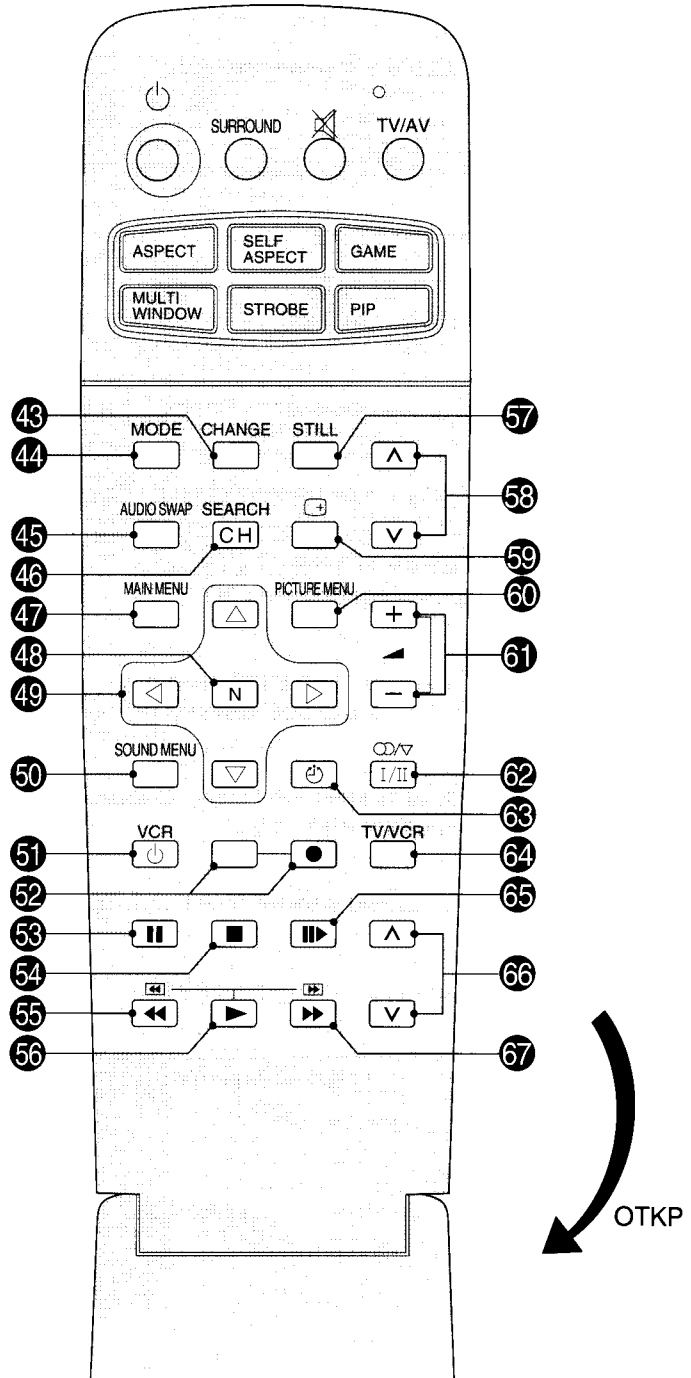 SURROUND TV/AV
ASPECT SELF ASPECT GAME
MULTI WINDOW STROBE PIP
43 MODE CHANGE STILL 57
44
58
45 AUDIO SWAP SEARCH
CH
46 59
47 MAIN MENU PICTURE MENU 60
+
48 61
49 N
−
50 SOUND MENU I/II 62
63
51 VCR TV/VCR 64
52
53 65
54 66
55
56 67
ОТКР